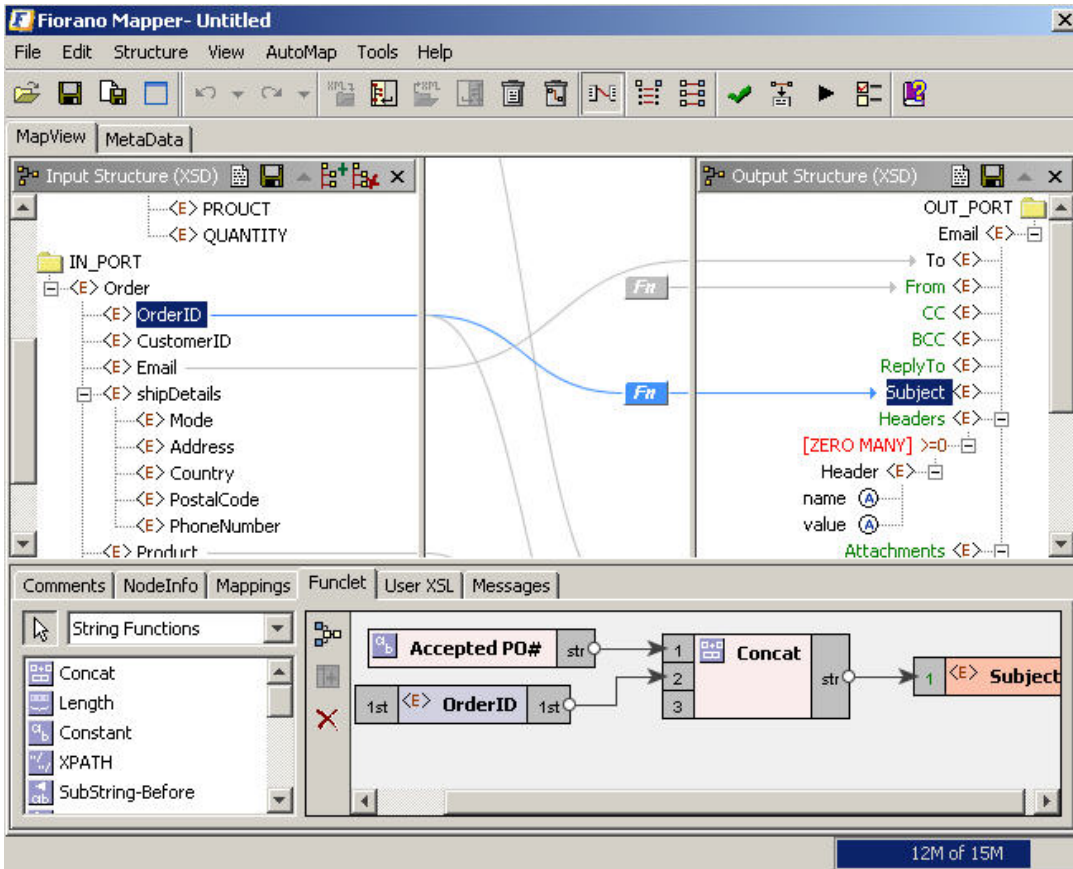 Fiorano Mapper- Untitled
File Edit Structure View AutoMap Tools Help
MapView MetaData
Input Structure (XSD)
Output Structure (XSD)
<E> PROUCT
<E> QUANTITY
IN_PORT
<E> Order
<E> OrderID
<E> CustomerID
<E> Email
<E> shipDetails
<E> Mode
<E> Address
<E> Country
<E> PostalCode
<E> PhoneNumber
<E> Product
Fn
Fn
OUT_PORT
Email <E>
To <E>
From <E>
CC <E>
BCC <E>
ReplyTo <E>
Subject <E>
Headers <E>
[ZERO MANY] >=0
Header <E>
name A
value A
Attachments <E>
Comments NodeInfo Mappings Funclet User XSL Messages
String Functions
Concat
Length
Constant
XPATH
SubString-Before
Accepted PO# str
1st <E> OrderID 1st
1 Concat
2 str
3
1 <E> Subject
12M of 15M